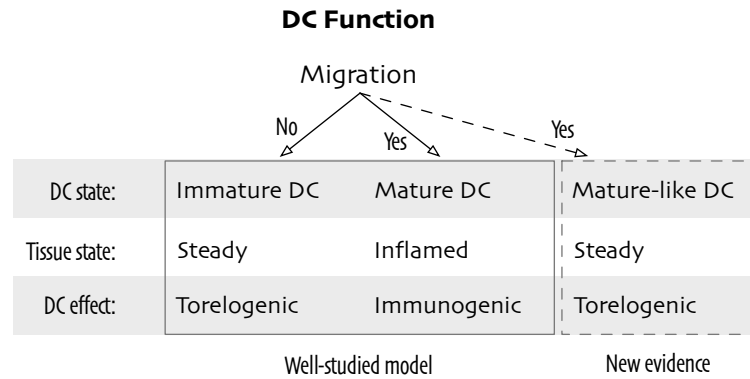 DC Function
Migration
No
Yes
Yes
DC state: Immature DC Mature DC Mature-like DC
Tissue state: Steady Inflamed Steady
DC effect: Torelogenic Immunogenic Torelogenic
Well-studied model New evidence